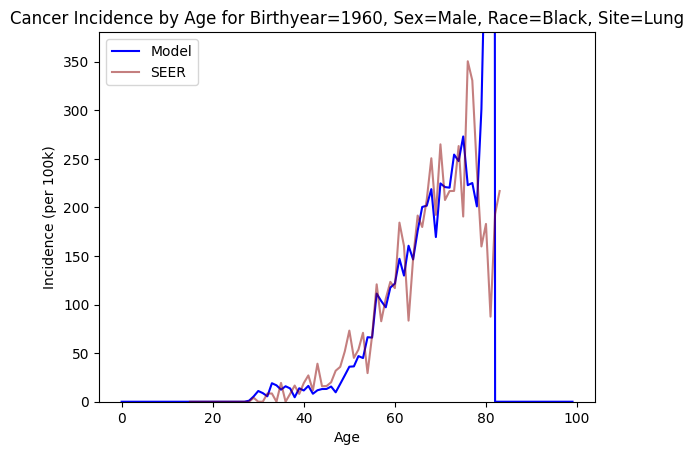 Cancer Incidence by Age for Birthyear=1960, Sex=Male, Race=Black, Site=Lung
Model
SEER
350
300
250
200
150
100
50
0
Incidence (per 100k)
0 20 40 60 80 100
Age